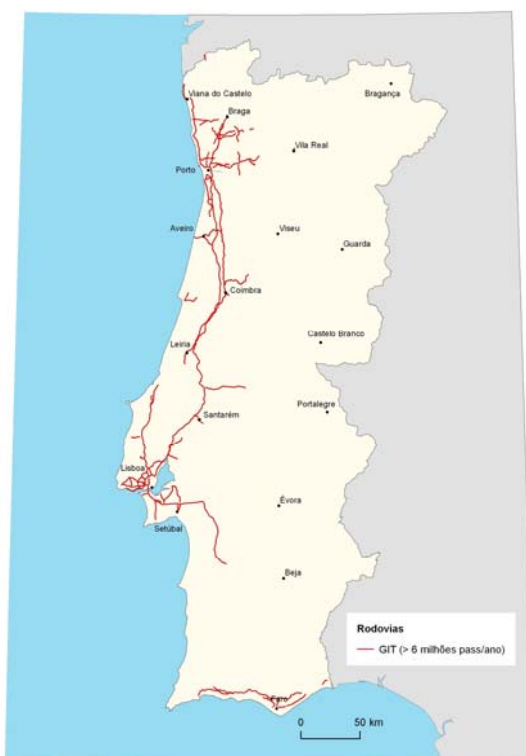 Viana do Castelo
Bragança
Braga
Vila Real
Porto
Aveiro
Viseu
Guarda
Coimbra
Castelo Branco
Leiria
Portalegre
Santarém
Lisboa
Évora
Setúbal
Beja
Rodovias
GIT (> 6 milhões pass/ano)
Faro
0 50 km